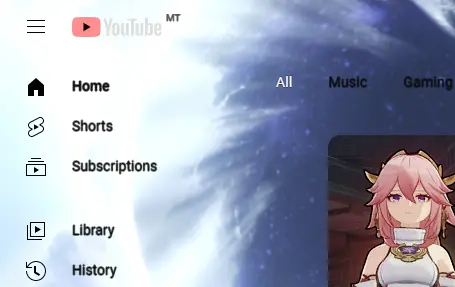 YouTube MT
Home
All Music Gaming
Shorts
Subscriptions
Library
History